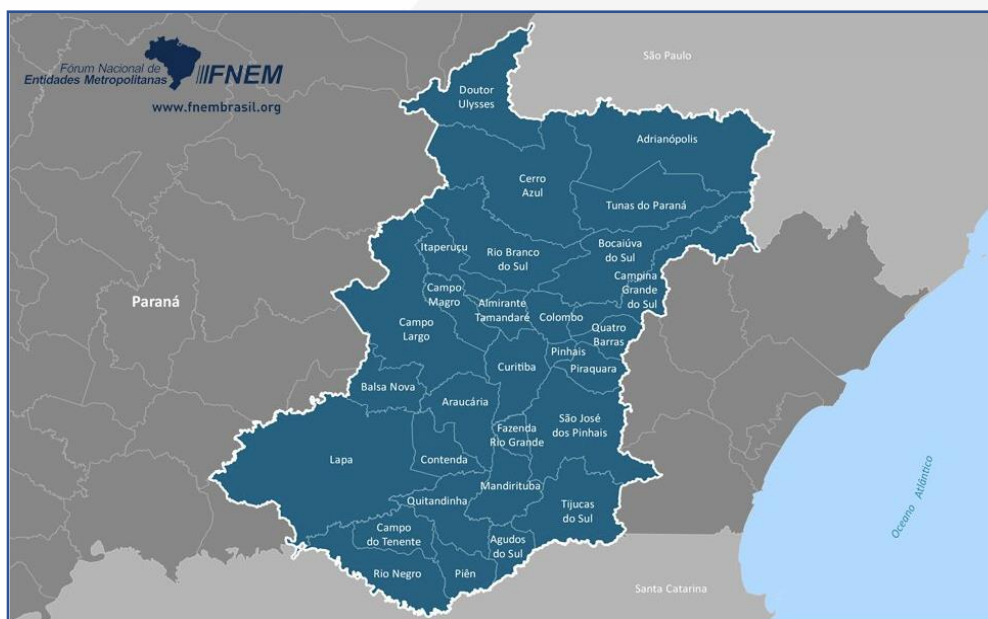 Fórum Nacional de
Entidades Metropolitanas
FNEM
www.fnembrasil.org
São Paulo
Doutor
Ulysses
Adrianópolis
Cerro
Azul
Tunas do Paraná
Itaperuçu
Rio Branco
do Sul
Bocaiúva
do Sul
Campina
Grande
do Sul
Paraná
Campo
Magro
Almirante
Tamandaré
Colombo
Quatro
Barras
Campo
Largo
Pinhais
Curitiba
Piraquara
Balsa Nova
Araucária
São José
dos Pinhais
Fazenda
Rio Grande
Lapa
Contenda
Mandirituba
Quitandinha
Tijucas
do Sul
Campo
do Tenente
Agudos
do Sul
Rio Negro
Piên
Santa Catarina
Oceano Atlântico